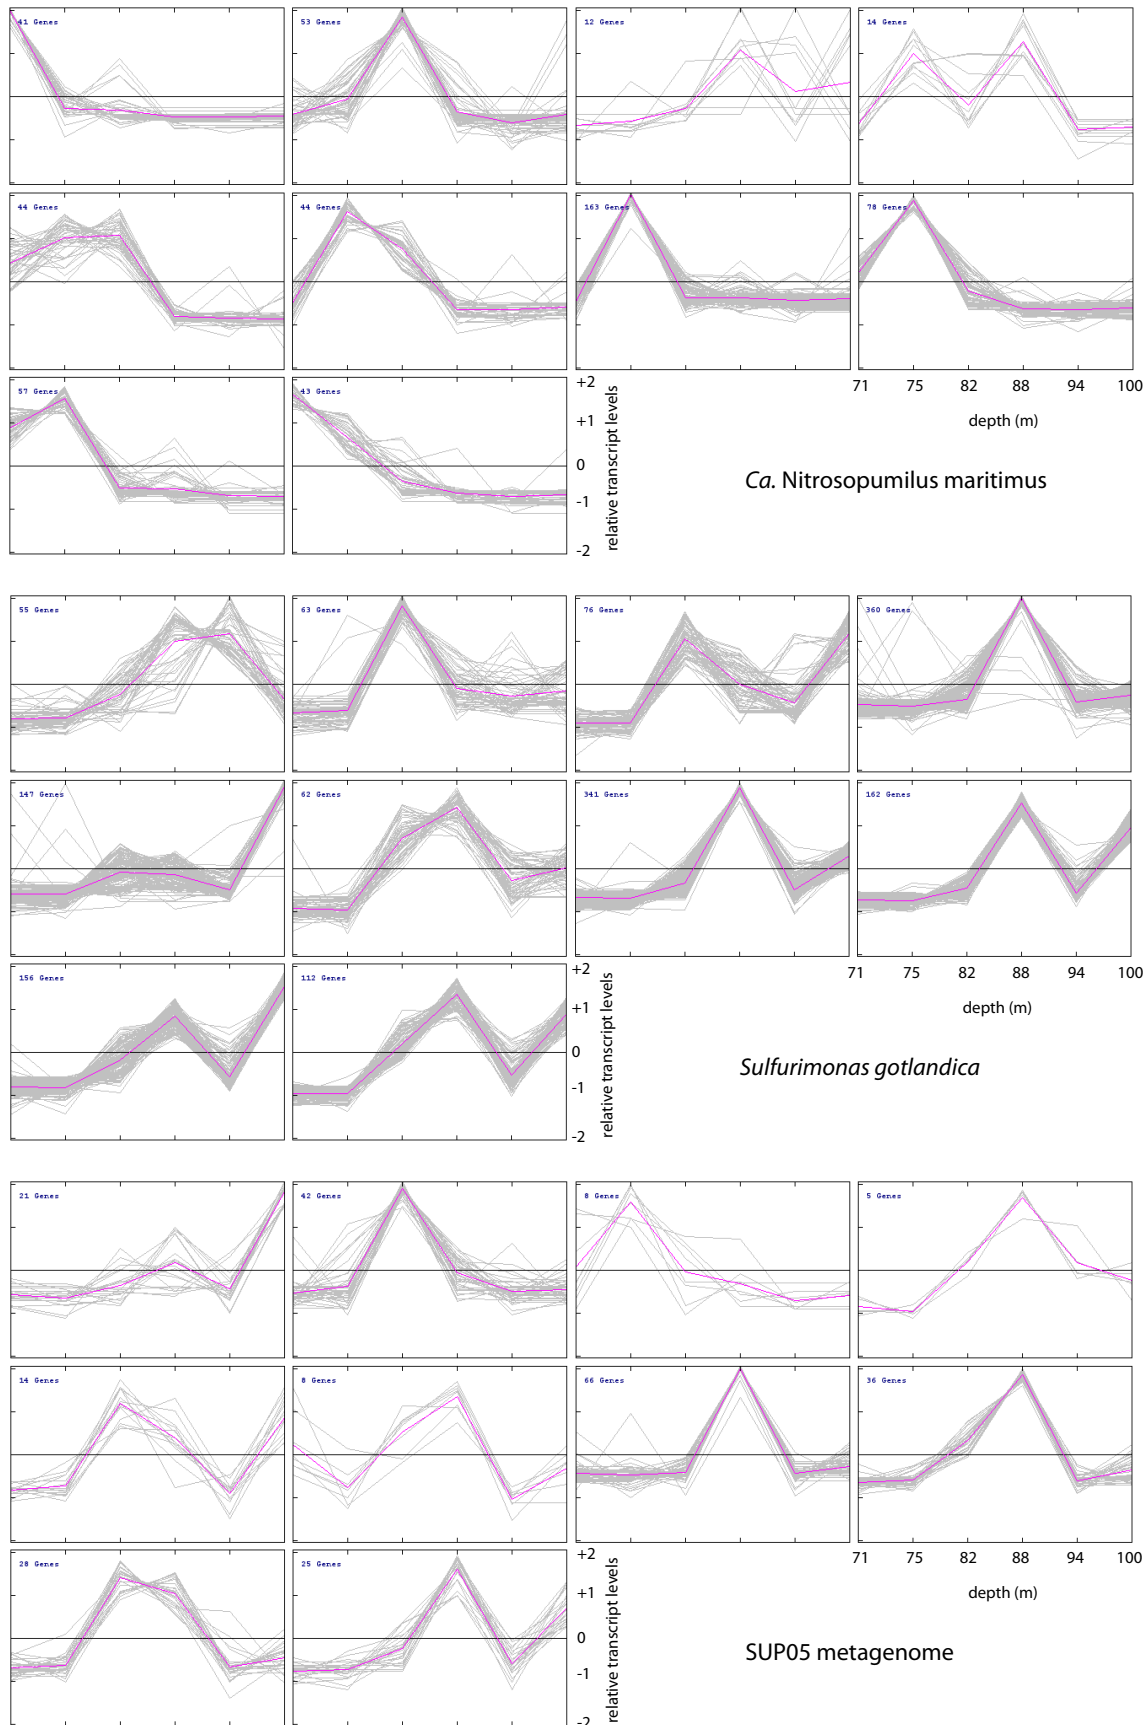 41 Genes
53 Genes
12 Genes
14 Genes
44 Genes
44 Genes
163 Genes
78 Genes
57 Genes
43 Genes
+2
+1
0
-1
-2
relative transcript levels
71 75 82 88 94 100
depth (m)
Ca. Nitrosopumilus maritimus
55 Genes
63 Genes
76 Genes
360 Genes
147 Genes
62 Genes
341 Genes
162 Genes
156 Genes
112 Genes
+2
+1
0
-1
-2
relative transcript levels
71 75 82 88 94 100
depth (m)
Sulfurimonas gotlandica
21 Genes
42 Genes
8 Genes
5 Genes
14 Genes
8 Genes
66 Genes
36 Genes
28 Genes
25 Genes
+2
+1
0
-1
-2
relative transcript levels
71 75 82 88 94 100
depth (m)
SUP05 metagenome